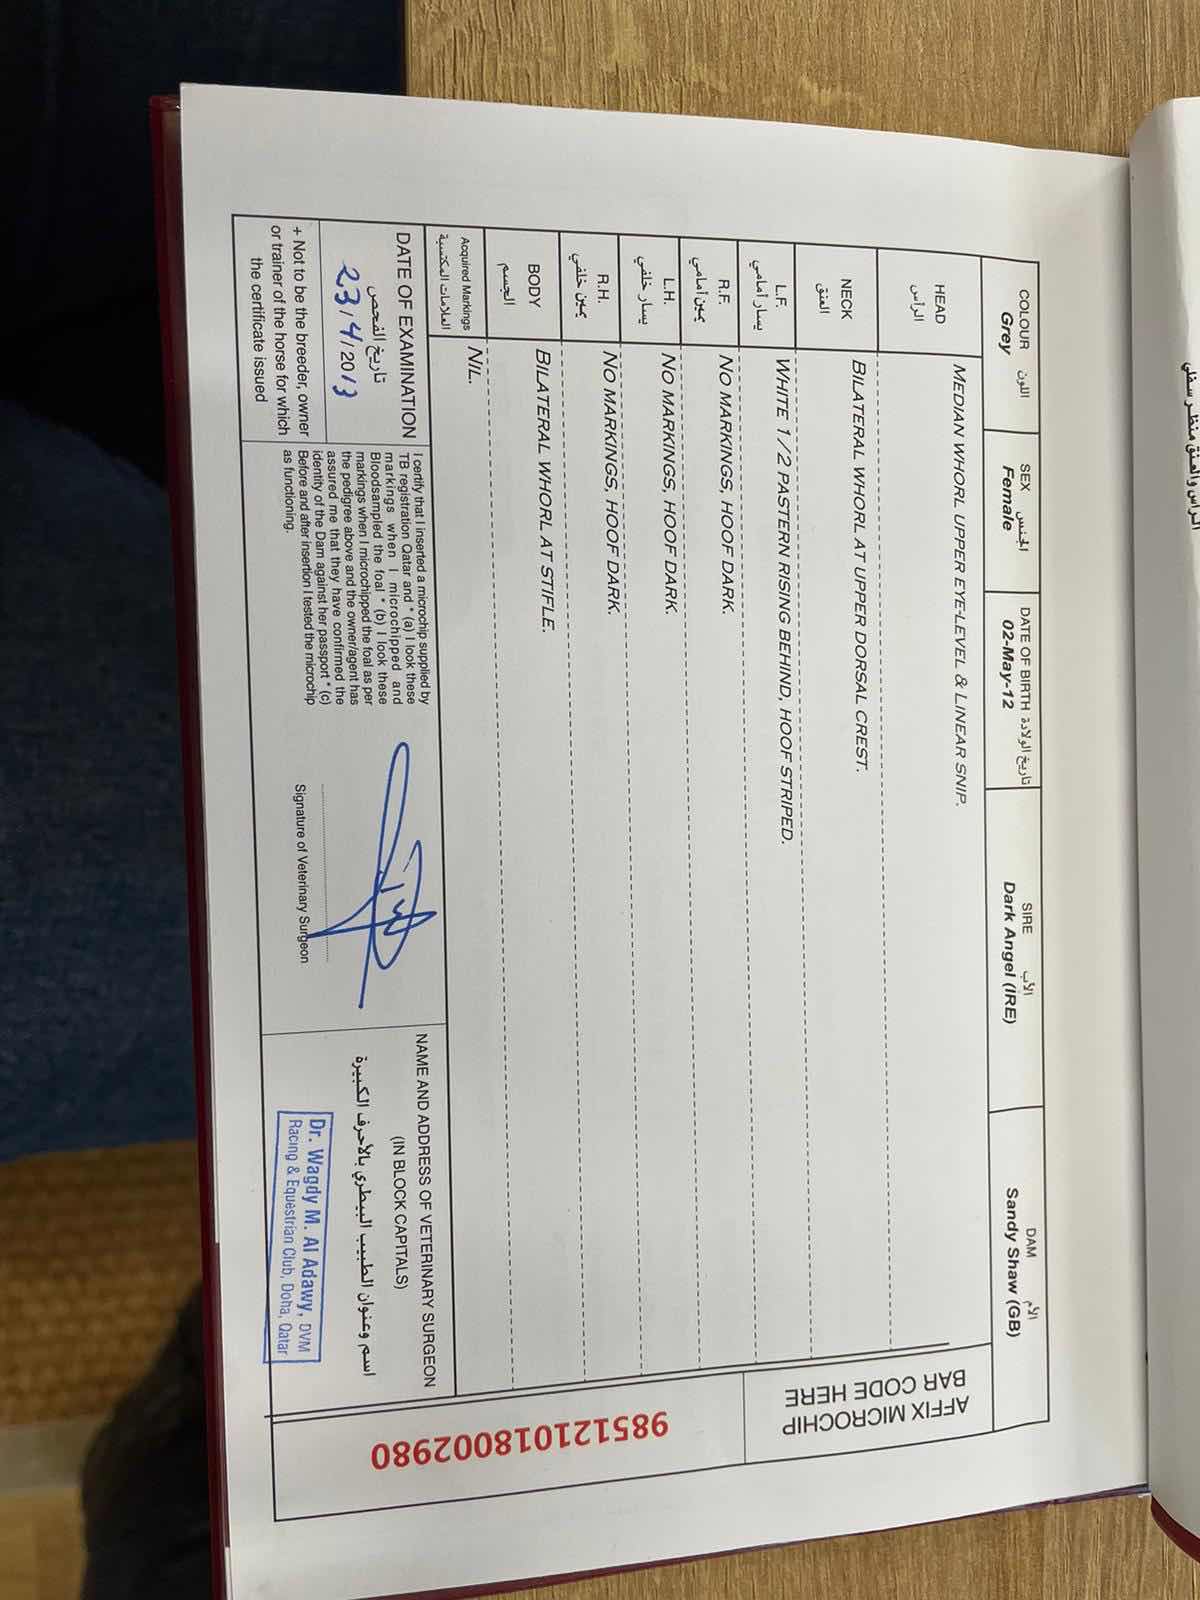 COLOUR اللون
Grey
SEX الجنس
Female
DATE OF BIRTH تاريخ الولادة
02-May-12
SIRE الأب
Dark Angel (IRE)
DAM الأم
Sandy Shaw (GB)
HEAD
الرأس
MEDIAN WHORL UPPER EYE-LEVEL & LINEAR SNIP.
NECK
العنق
BILATERAL WHORL AT UPPER DORSAL CREST.
L.F.
يسار أمامي
WHITE 1/2 PASTERN RISING BEHIND, HOOF STRIPED.
R.F.
يمين أمامي
NO MARKINGS, HOOF DARK.
L.H.
يسار خلفي
NO MARKINGS, HOOF DARK.
R.H.
يمين خلفي
NO MARKINGS, HOOF DARK.
BODY
الجسم
BILATERAL WHORL AT STIFLE.
Acquired Markings
العلامات المكتسبة
NIL.
AFFIX MICROCHIP
BAR CODE HERE
985121018002980
DATE OF EXAMINATION
تاريخ الفحص
23/4/2013
+ Not to be the breeder, owner
or trainer of the horse for which
the certificate issued
I certify that I inserted a microchip supplied by
TB registration Qatar and * (a) I look these
markings when I microchipped and
Bloodsampled the foal * (b) I look these
markings when I microchipped the foal as per
the pedigree above and the owner/agent has
assured me that they have confirmed the
identity of the Dam against her passport * (c)
Before and after insertion I tested the microchip
as functioning.
Signature of Veterinary Surgeon
NAME AND ADDRESS OF VETERINARY SURGEON
(IN BLOCK CAPITALS)
اسم وعنوان الطبيب البيطري بالأحرف الكبيرة
Dr. Wagdy M. Al Adawy, DVM
Racing & Equestrian Club, Doha, Qatar
الرأس والعنق منظر سفلي